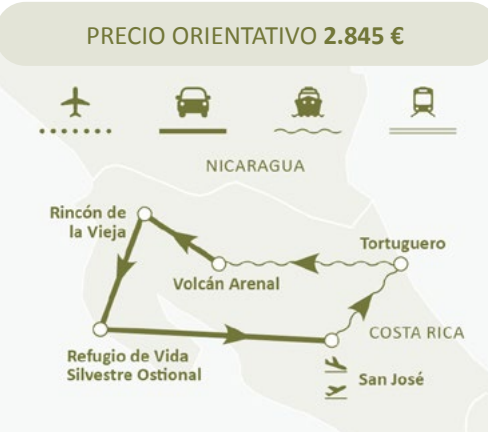 PRECIO ORIENTATIVO 2.845 €
NICARAGUA
Rincón de
la Vieja
Tortuguero
Volcán Arenal
COSTA RICA
Refugio de Vida
Silvestre Ostional
San José